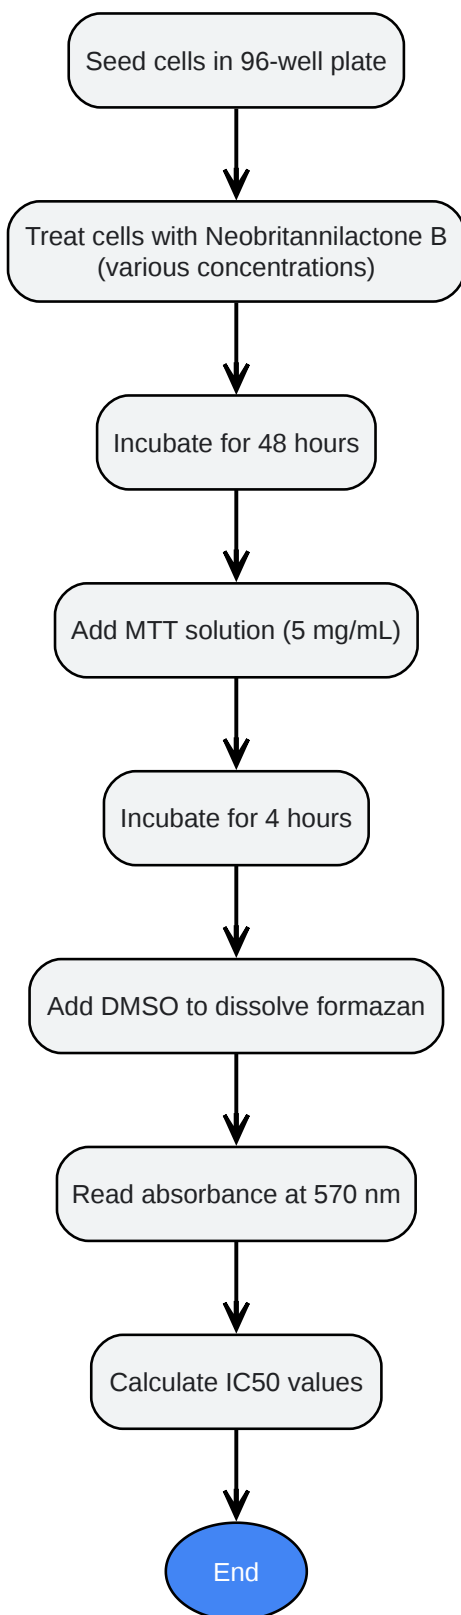 Seed cells in 96-well plate
Treat cells with Neobritannilactone B
(various concentrations)
Incubate for 48 hours
Add MTT solution (5 mg/mL)
Incubate for 4 hours
Add DMSO to dissolve formazan
Read absorbance at 570 nm
Calculate IC50 values
End